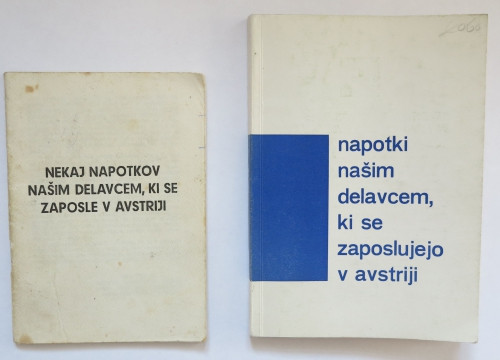 NEKAJ NAPOTKOV
NAŠIM DELAVCEM, KI SE
ZAPOSLE V AVSTRIJI
napotki
našim
delavcem,
ki se
zaposlujejo
v avstriji